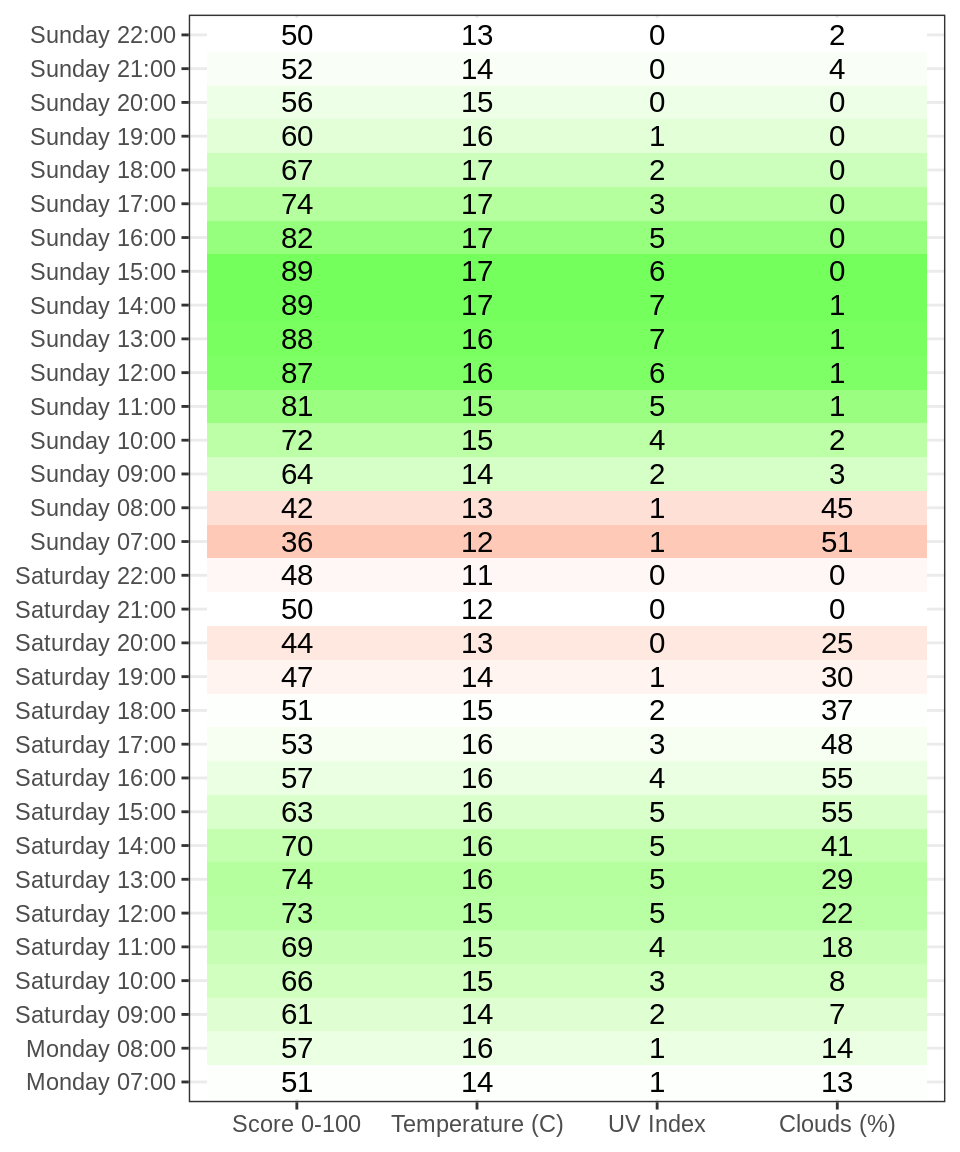 Sunday 22:00 50 13 0 2
Sunday 21:00 52 14 0 4
Sunday 20:00 56 15 0 0
Sunday 19:00 60 16 1 0
Sunday 18:00 67 17 2 0
Sunday 17:00 74 17 3 0
Sunday 16:00 82 17 5 0
Sunday 15:00 89 17 6 0
Sunday 14:00 89 17 7 1
Sunday 13:00 88 16 7 1
Sunday 12:00 87 16 6 1
Sunday 11:00 81 15 5 1
Sunday 10:00 72 15 4 2
Sunday 09:00 64 14 2 3
Sunday 08:00 42 13 1 45
Sunday 07:00 36 12 1 51
Saturday 22:00 48 11 0 0
Saturday 21:00 50 12 0 0
Saturday 20:00 44 13 0 25
Saturday 19:00 47 14 1 30
Saturday 18:00 51 15 2 37
Saturday 17:00 53 16 3 48
Saturday 16:00 57 16 4 55
Saturday 15:00 63 16 5 55
Saturday 14:00 70 16 5 41
Saturday 13:00 74 16 5 29
Saturday 12:00 73 15 5 22
Saturday 11:00 69 15 4 18
Saturday 10:00 66 15 3 8
Saturday 09:00 61 14 2 7
Monday 08:00 57 16 1 14
Monday 07:00 51 14 1 13
Score 0-100 Temperature (C) UV Index Clouds (%)